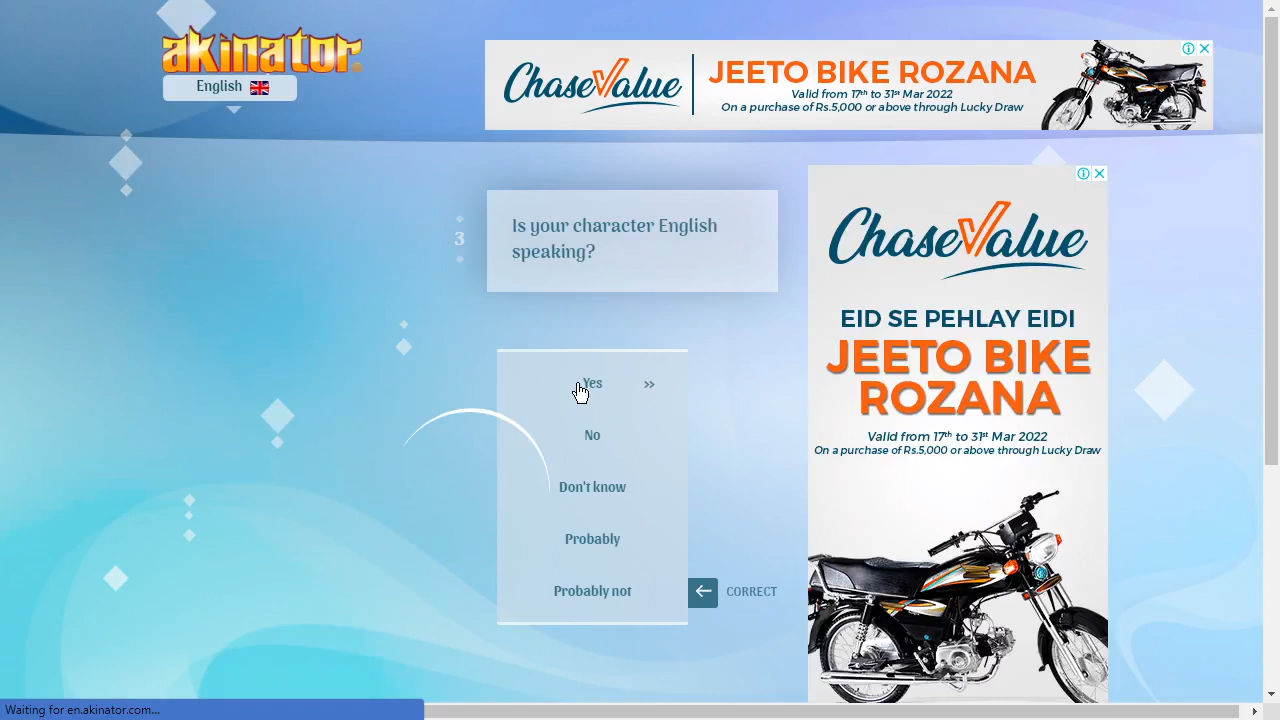 akinator
English
ChaseValue
JEETO BIKE ROZANA
Valid from 17th to 31st Mar 2022
On a purchase of Rs.5,000 or above through Lucky Draw
3
Is your character English
speaking?
Yes
No
Don't know
Probably
Probably not
CORRECT
ChaseValue
EID SE PEHLAY EIDI
JEETO BIKE
ROZANA
Valid from 17th to 31st Mar 2022
On a purchase of Rs.5,000 or above through Lucky Draw
Waiting for en.akinator.com...